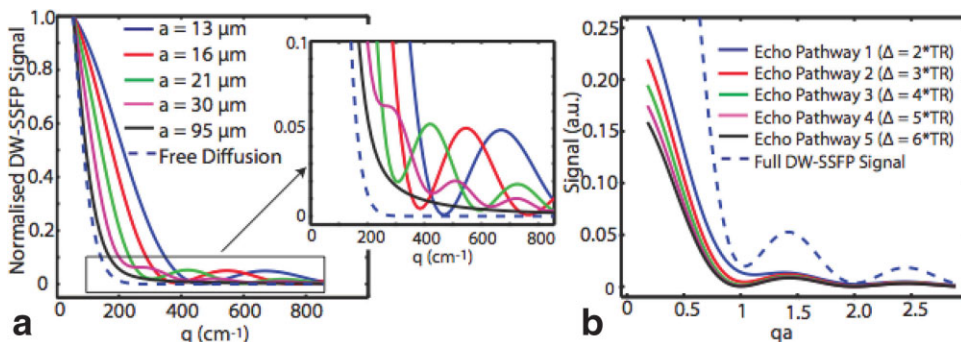 Normalised DW-SSFP Signal
1.0
0.8
0.6
0.4
0.2
0
0
200
400
600
800
q (cm-1)
a = 13 μm
a = 16 μm
a = 21 μm
a = 30 μm
a = 95 μm
Free Diffusion
0.1
0.05
0
0
200
400
600
800
q (cm-1)
a
Signal (a.u.)
0.25
0.20
0.15
0.10
0.05
0.00
0
0.5
1.0
1.5
2.0
2.5
qa
Echo Pathway 1 (Δ = 2*TR)
Echo Pathway 2 (Δ = 3*TR)
Echo Pathway 3 (Δ = 4*TR)
Echo Pathway 4 (Δ = 5*TR)
Echo Pathway 5 (Δ = 6*TR)
Full DW-SSFP Signal
b